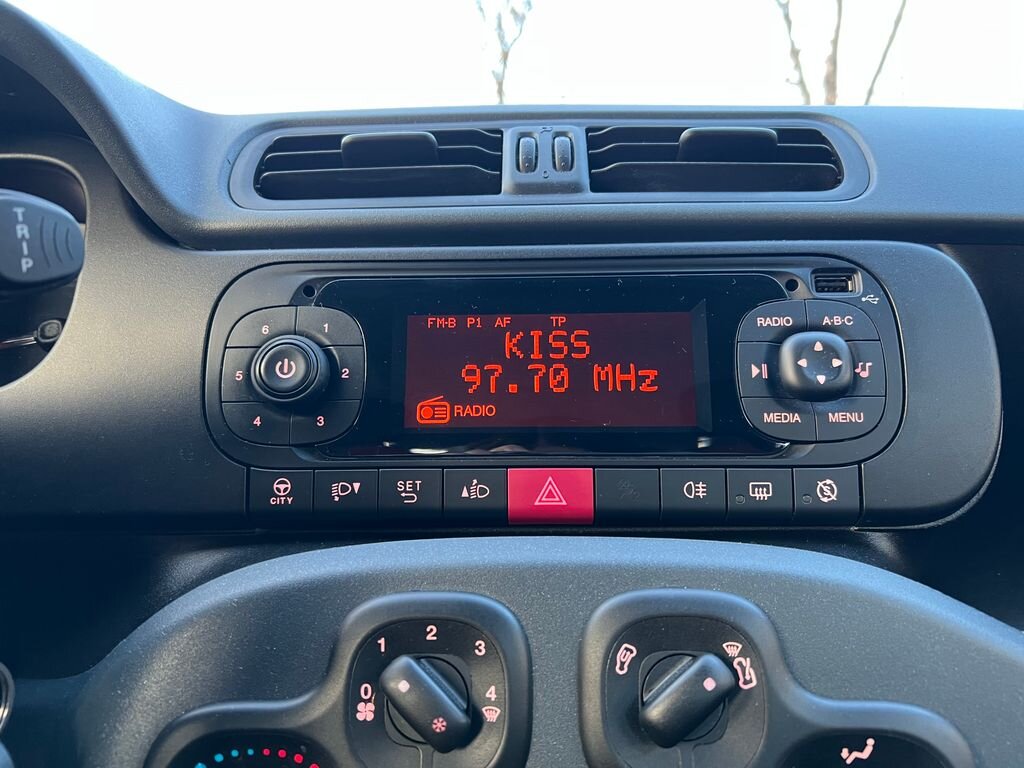 TRIP
FM-B P1 AF TP
KISS
97.70 MHz
RADIO
6 1
5 2
4 3
RADIO A·B·C
MEDIA MENU
CITY
SET
0 1 2 3 4